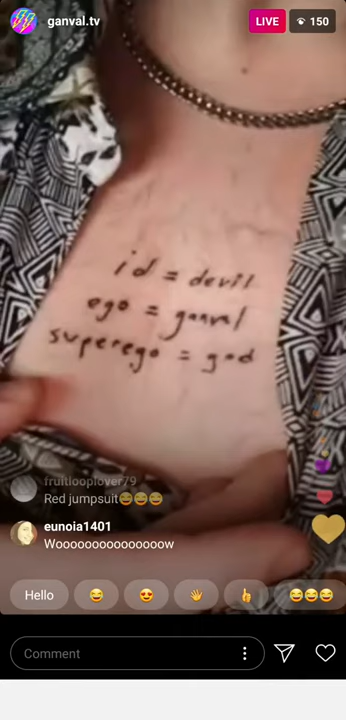 ganval.tv
LIVE
150
id = devil
ego = ganval
superego = god
fruitlooplover79
Red jumpsuit😂😂😂
eunoia1401
Wooooooooooooooow
Hello
😂
😍
👋
👍
😂😂😂
Comment